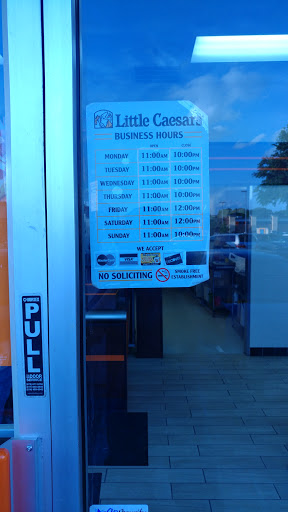 Little Caesars
BUSINESS HOURS
OPEN CLOSE
MONDAY 11:00AM 10:00PM
TUESDAY 11:00AM 10:00PM
WEDNESDAY 11:00AM 10:00PM
THURSDAY 11:00AM 10:00PM
FRIDAY 11:00AM 12:00PM
SATURDAY 11:00AM 12:00PM
SUNDAY 11:00AM 10:00PM
WE ACCEPT
NO SOLICITING
SMOKE FREE
ESTABLISHMENT
PULL